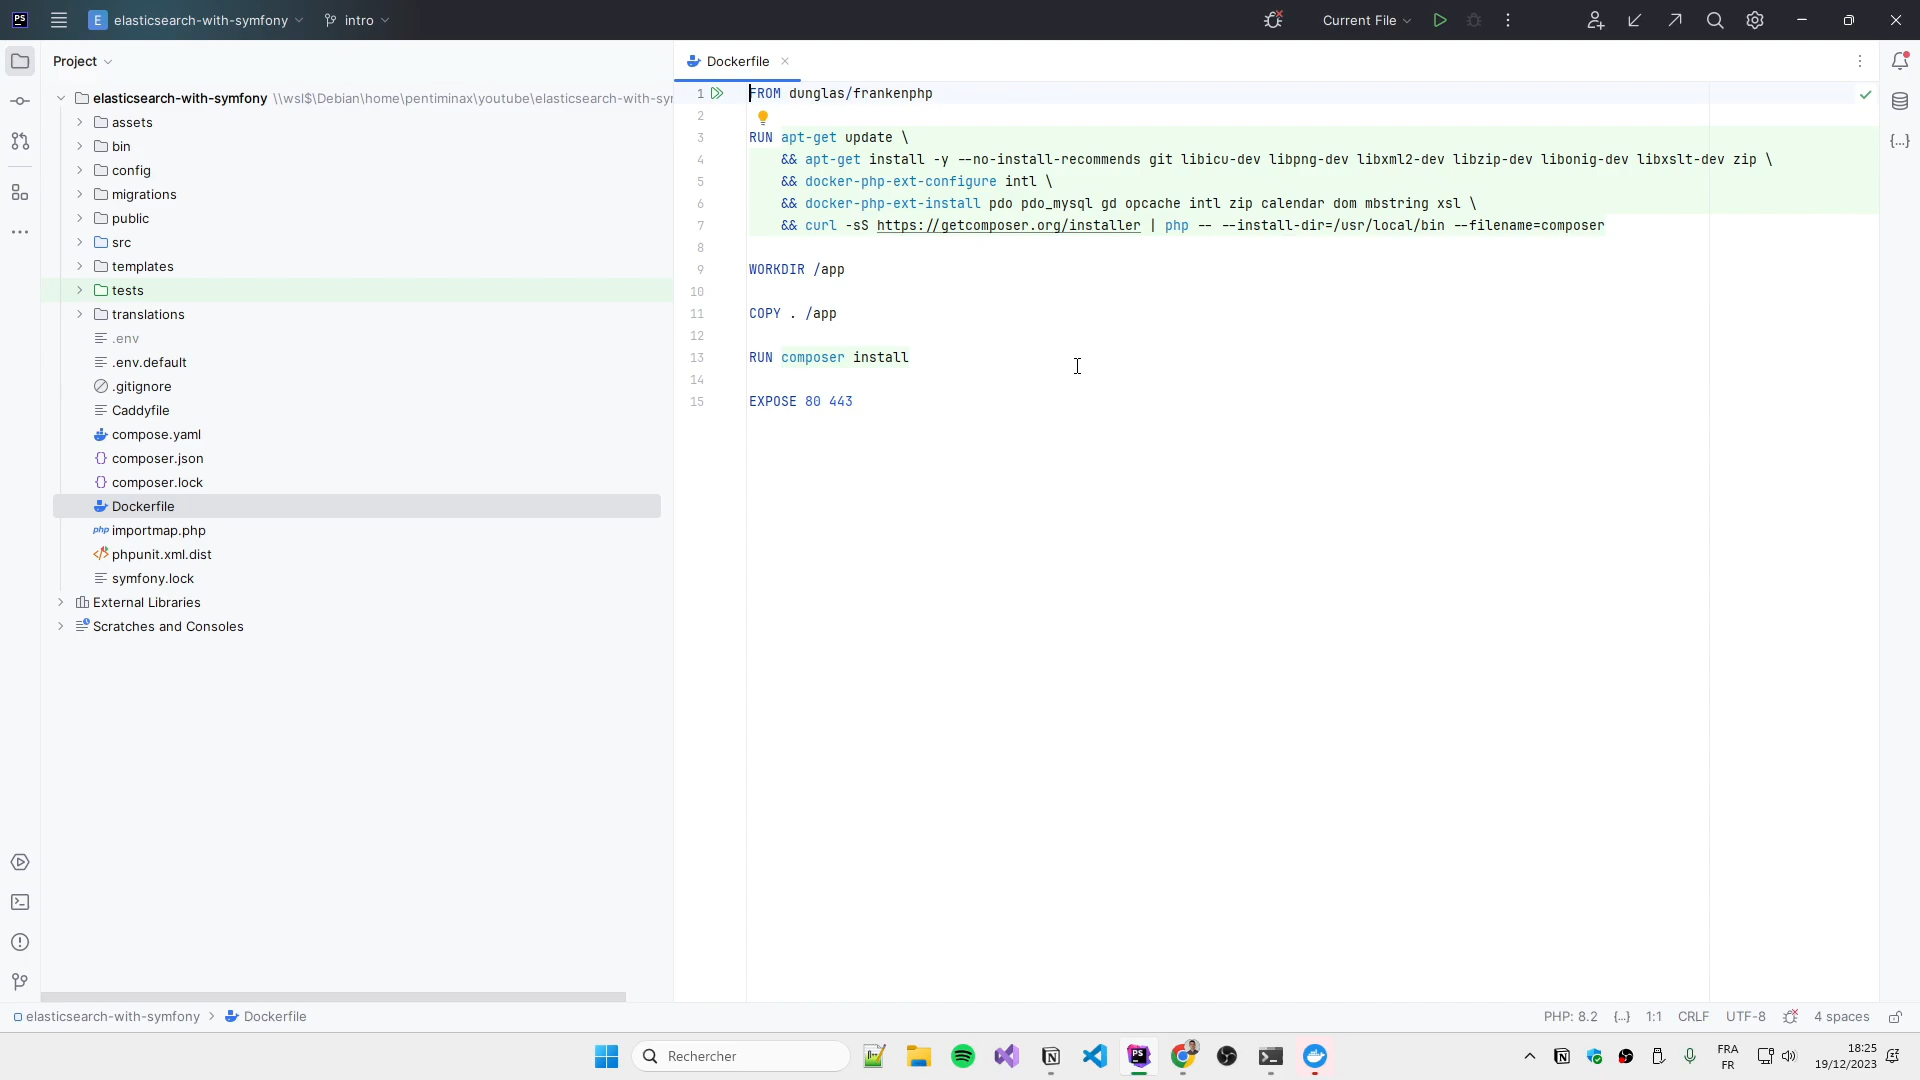 PS
E elasticsearch-with-symfony
intro
Current File
Project
Dockerfile
elasticsearch-with-symfony \\wsl$\Debian\home\pentiminax\youtube\elasticsearch-with-syr
assets
bin
config
migrations
public
src
templates
tests
translations
.env
.env.default
.gitignore
Caddyfile
compose.yaml
composer.json
composer.lock
Dockerfile
php importmap.php
phpunit.xml.dist
symfony.lock
External Libraries
Scratches and Consoles
1 FROM dunglas/frankenphp
2
3 RUN apt-get update \
4 && apt-get install -y --no-install-recommends git libicu-dev libpng-dev libxml2-dev libzip-dev libonig-dev libxslt-dev zip \
5 && docker-php-ext-configure intl \
6 && docker-php-ext-install pdo pdo_mysql gd opcache intl zip calendar dom mbstring xsl \
7 && curl -sS https://getcomposer.org/installer | php -- --install-dir=/usr/local/bin --filename=composer
8
9 WORKDIR /app
10
11 COPY . /app
12
13 RUN composer install
14
15 EXPOSE 80 443
elasticsearch-with-symfony > Dockerfile
PHP: 8.2 {...} 1:1 CRLF UTF-8 4 spaces
Rechercher
FRA
FR
18:25
19/12/2023